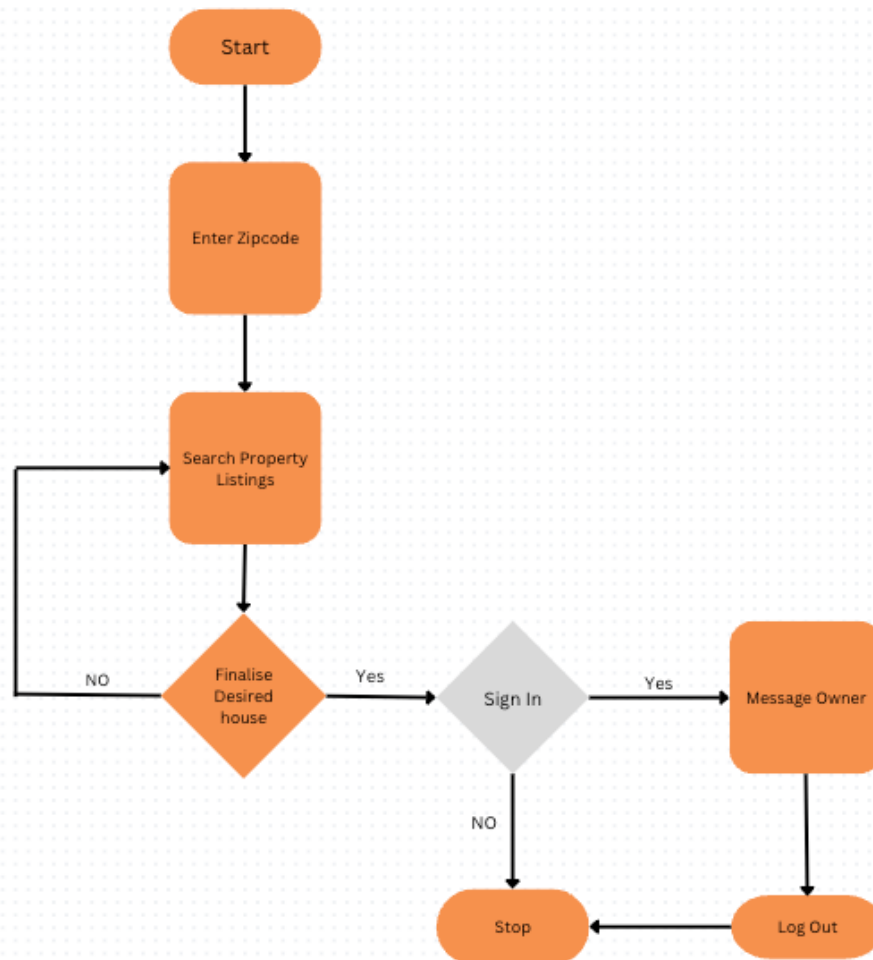 Start
Enter Zipcode
Search Property
Listings
Finalise
Desired
house
NO
Yes
Sign In
Yes
Message Owner
NO
Stop
Log Out